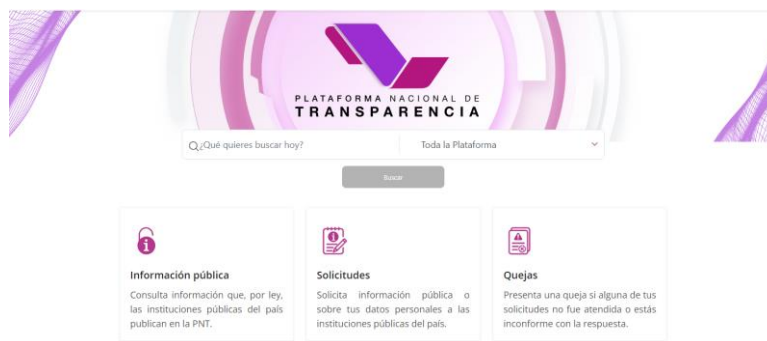 PLATAFORMA NACIONAL DE
TRANSPARENCIA
¿Qué quieres buscar hoy?
Toda la Plataforma
Buscar
Información pública
Consulta información que, por ley,
las instituciones públicas del país
publican en la PNT.
Solicitudes
Solicita información pública o
sobre tus datos personales a las
instituciones públicas del país.
Quejas
Presenta una queja si alguna de tus
solicitudes no fue atendida o estás
inconforme con la respuesta.